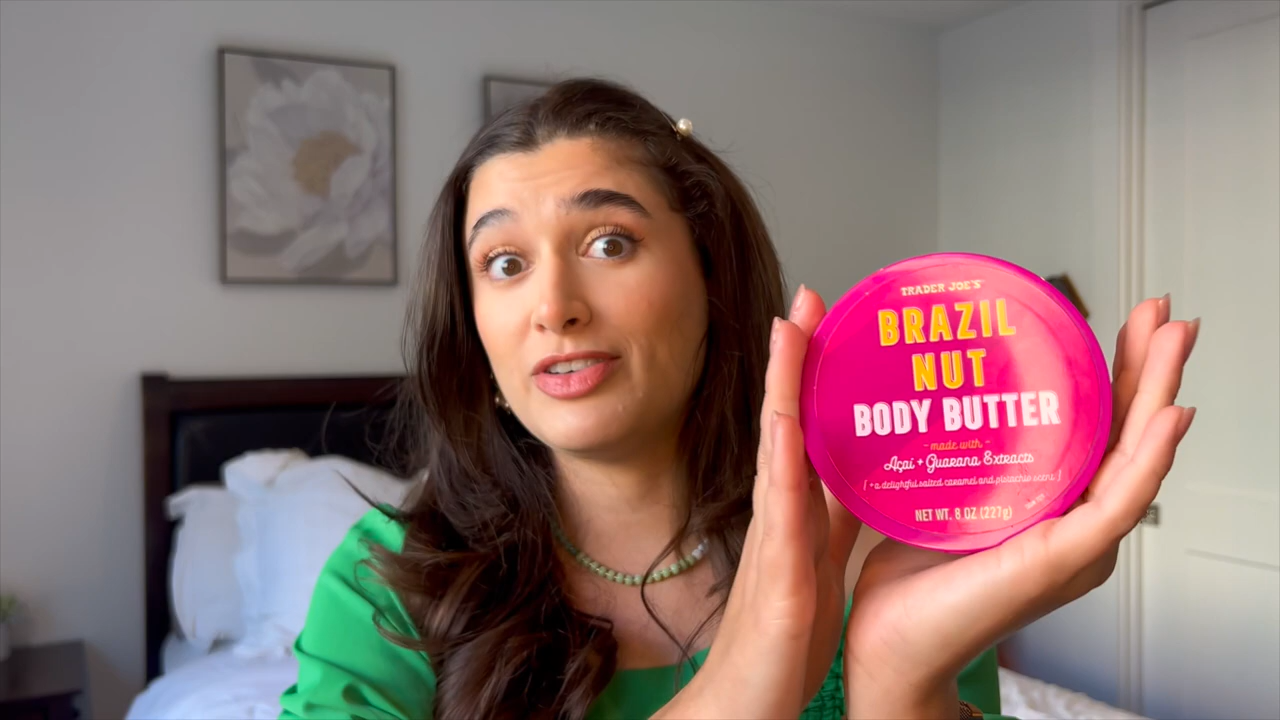 TRADER JOE'S
BRAZIL
NUT
BODY BUTTER
- made with -
Açaí + Guarana Extracts
[ + a delightful salted caramel and pistachio scent ]
NET WT. 8 OZ (227g)